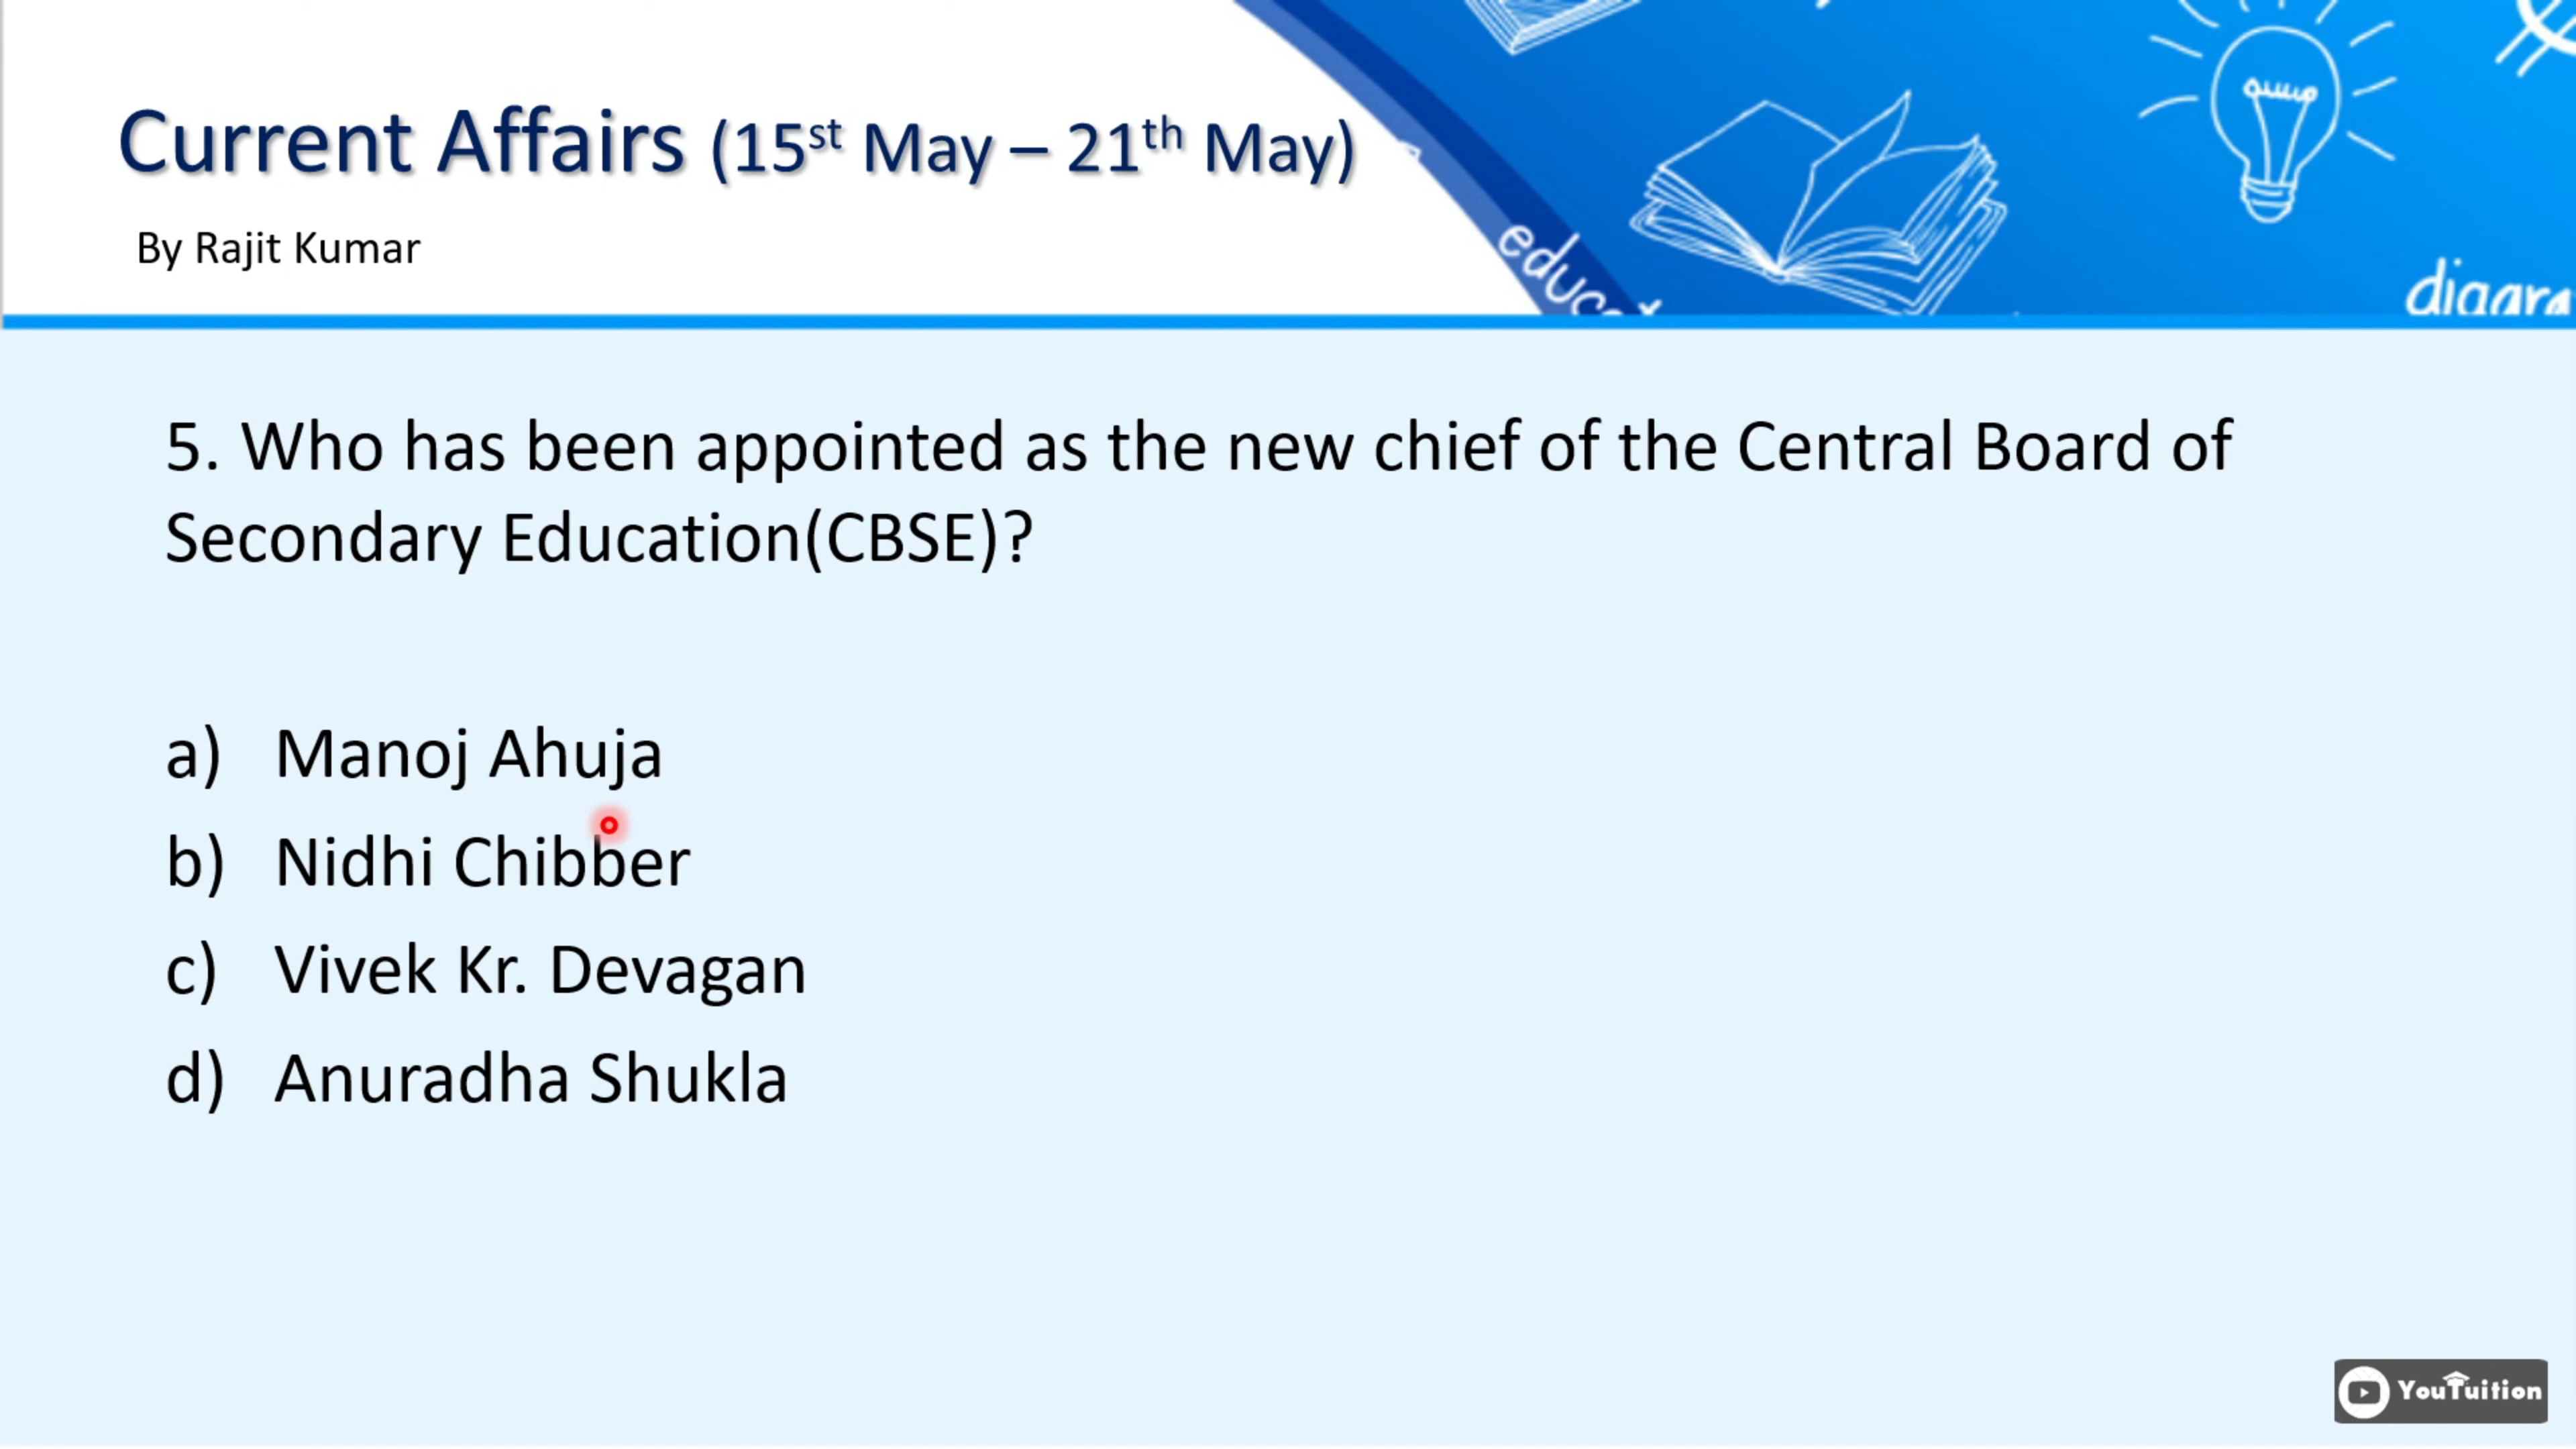 Current Affairs (15st May – 21th May)
By Rajit Kumar
5. Who has been appointed as the new chief of the Central Board of
Secondary Education(CBSE)?
a) Manoj Ahuja
b) Nidhi Chibber
c) Vivek Kr. Devagan
d) Anuradha Shukla
YouTuition